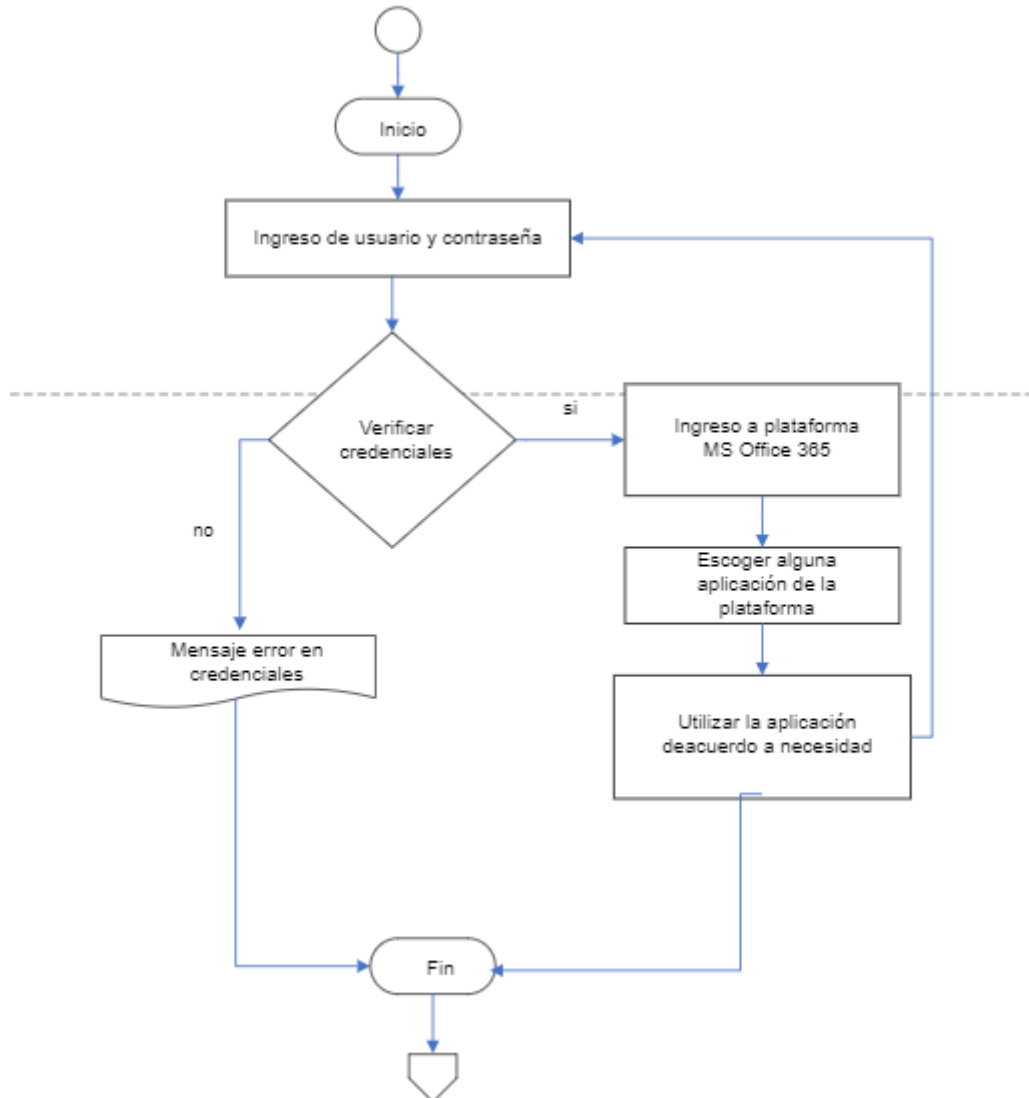 Inicio
Ingreso de usuario y contraseña
Verificar
credenciales
si
Ingreso a plataforma
MS Office 365
no
Escoger alguna
aplicación de la
plataforma
Mensaje error en
credenciales
Utilizar la aplicación
deacuerdo a necesidad
Fin